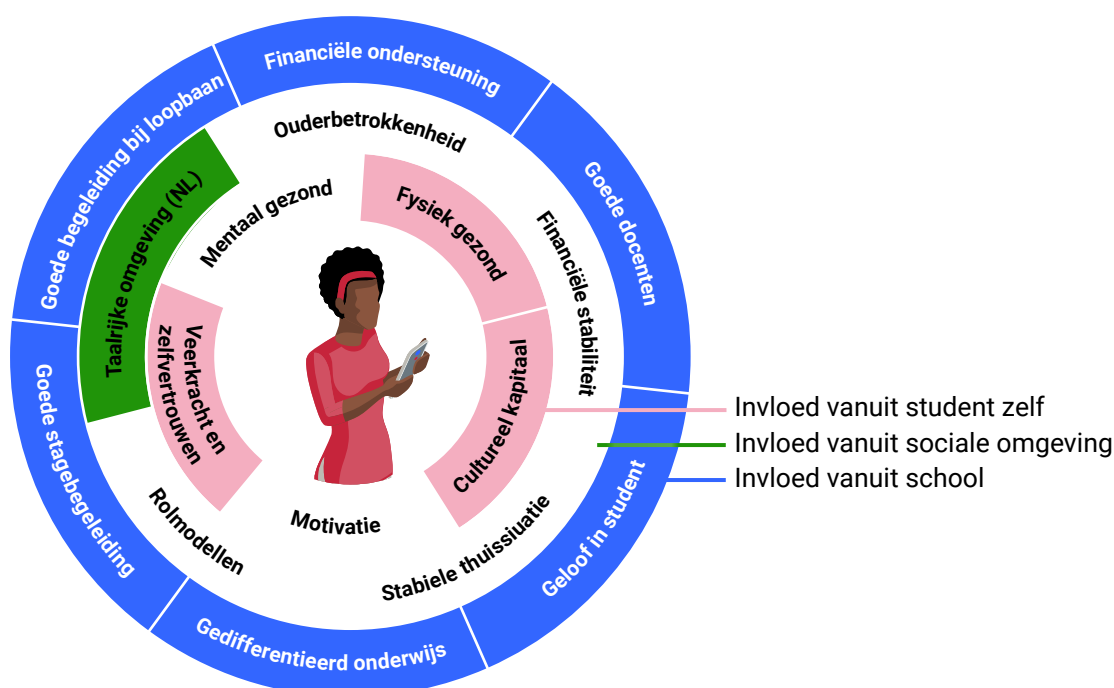 Financiële ondersteuning
Goede docenten
Geloof in student
Gedifferentieerd onderwijs
Goede stagebegeleiding
Goede begeleiding bij loopbaan
Ouderbetrokkenheid
Financiële stabiliteit
Stabiele thuissiuatie
Rolmodellen
Taalrijke omgeving (NL)
Mentaal gezond
Fysiek gezond
Cultureel kapitaal
Motivatie
Veerkracht en
zelfvertrouwen
Invloed vanuit student zelf
Invloed vanuit sociale omgeving
Invloed vanuit school